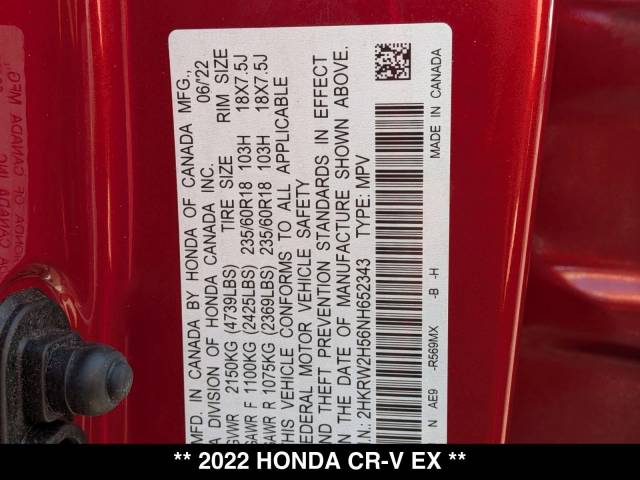 MFD. IN CANADA BY HONDA OF CANADA MFG.,
A DIVISION OF HONDA CANADA INC. 06/22
GVWR 2150KG (4739LBS) TIRE SIZE RIM SIZE
GAWR F 1100KG (2425LBS) 235/60R18 103H 18X7.5J
GAWR R 1075KG (2369LBS) 235/60R18 103H 18X7.5J
THIS VEHICLE CONFORMS TO ALL APPLICABLE
FEDERAL MOTOR VEHICLE SAFETY
AND THEFT PREVENTION STANDARDS IN EFFECT
ON THE DATE OF MANUFACTURE SHOWN ABOVE.
V.I.N.: 2HKRW2H56NH652343 TYPE: MPV
N AE9 -R569MX -B -H MADE IN CANADA
** 2022 HONDA CR-V EX **